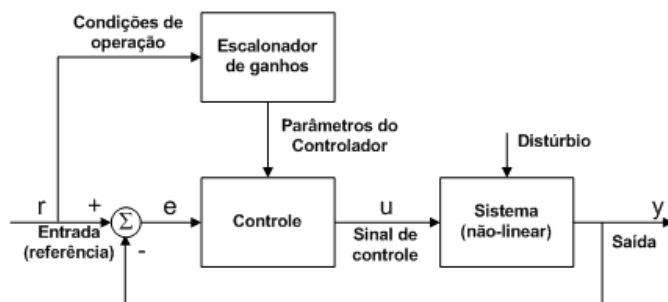 Condições de
operação
Escalonador
de ganhos
Parâmetros do
Controlador
Distúrbio
r
+
Σ
-
e
Controle
u
Sistema
(não-linear)
y
Entrada
(referência)
Sinal de
controle
Saída